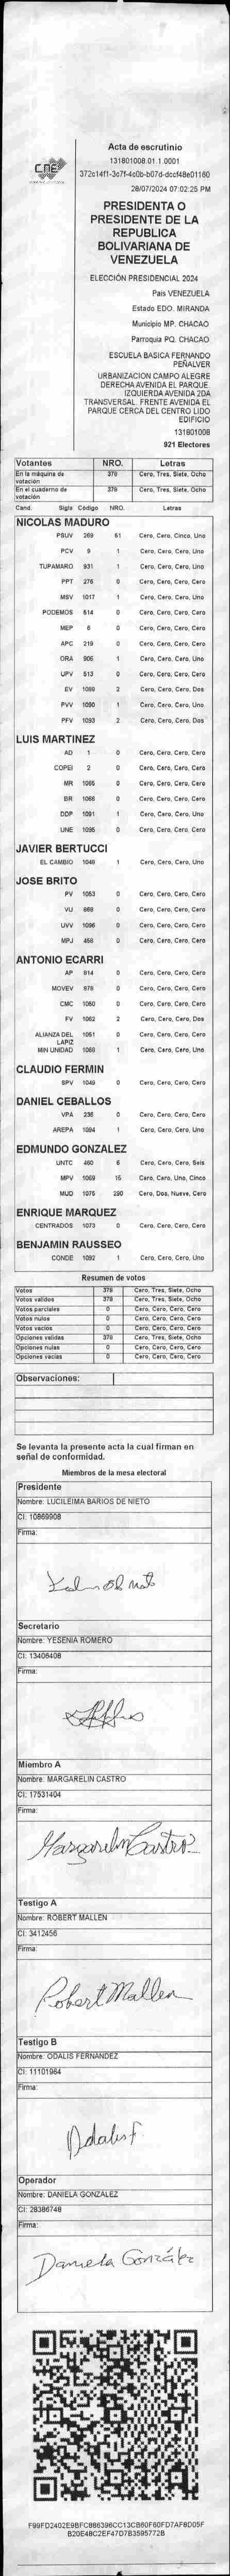 CNE
Acta de escrutinio
131801008.01.1.0001
372c14f1-3c7f-4c0b-b07d-dccf48e01160
28/07/2024 07:02:25 PM
PRESIDENTA O
PRESIDENTE DE LA
REPUBLICA
BOLIVARIANA DE
VENEZUELA
ELECCIÓN PRESIDENCIAL 2024
Pais VENEZUELA
Estado EDO. MIRANDA
Municipio MP. CHACAO
Parroquia PQ. CHACAO
ESCUELA BASICA FERNANDO
PEÑALVER
URBANIZACION CAMPO ALEGRE
DERECHA AVENIDA EL PARQUE.
IZQUIERDA AVENIDA 2DA
TRANSVERSAL. FRENTE AVENIDA EL
PARQUE CERCA DEL CENTRO LIDO
EDIFICIO
131801008
921 Electores
Votantes NRO. Letras
En la máquina de votación 378 Cero, Tres, Siete, Ocho
En el cuaderno de votación 378 Cero, Tres, Siete, Ocho
Cand. Sigla Código NRO. Letras
NICOLAS MADURO
PSUV 269 51 Cero, Cero, Cinco, Uno
PCV 9 1 Cero, Cero, Cero, Uno
TUPAMARO 931 1 Cero, Cero, Cero, Uno
PPT 276 0 Cero, Cero, Cero, Cero
MSV 1017 1 Cero, Cero, Cero, Uno
PODEMOS 514 0 Cero, Cero, Cero, Cero
MEP 6 0 Cero, Cero, Cero, Cero
APC 219 0 Cero, Cero, Cero, Cero
ORA 906 1 Cero, Cero, Cero, Uno
UPV 513 0 Cero, Cero, Cero, Cero
EV 1089 2 Cero, Cero, Cero, Dos
PVV 1090 1 Cero, Cero, Cero, Uno
PFV 1093 2 Cero, Cero, Cero, Dos
LUIS MARTINEZ
AD 1 0 Cero, Cero, Cero, Cero
COPEI 2 0 Cero, Cero, Cero, Cero
MR 1065 0 Cero, Cero, Cero, Cero
BR 1066 0 Cero, Cero, Cero, Cero
DDP 1091 1 Cero, Cero, Cero, Uno
UNE 1095 0 Cero, Cero, Cero, Cero
JAVIER BERTUCCI
EL CAMBIO 1048 1 Cero, Cero, Cero, Uno
JOSE BRITO
PV 1053 0 Cero, Cero, Cero, Cero
VU 868 0 Cero, Cero, Cero, Cero
UVV 1096 0 Cero, Cero, Cero, Cero
MPJ 458 0 Cero, Cero, Cero, Cero
ANTONIO ECARRI
AP 814 0 Cero, Cero, Cero, Cero
MOVEV 878 0 Cero, Cero, Cero, Cero
CMC 1050 0 Cero, Cero, Cero, Cero
FV 1062 2 Cero, Cero, Cero, Dos
ALIANZA DEL LAPIZ 1051 0 Cero, Cero, Cero, Cero
MIN UNIDAD 1068 1 Cero, Cero, Cero, Uno
CLAUDIO FERMIN
SPV 1049 0 Cero, Cero, Cero, Cero
DANIEL CEBALLOS
VPA 236 0 Cero, Cero, Cero, Cero
AREPA 1094 1 Cero, Cero, Cero, Uno
EDMUNDO GONZALEZ
UNTC 460 6 Cero, Cero, Cero, Seis
MPV 1069 15 Cero, Cero, Uno, Cinco
MUD 1075 290 Cero, Dos, Nueve, Cero
ENRIQUE MARQUEZ
CENTRADOS 1073 0 Cero, Cero, Cero, Cero
BENJAMIN RAUSSEO
CONDE 1092 1 Cero, Cero, Cero, Uno
Resumen de votos
Votos 378 Cero, Tres, Siete, Ocho
Votos validos 378 Cero, Tres, Siete, Ocho
Votos parciales 0 Cero, Cero, Cero, Cero
Votos nulos 0 Cero, Cero, Cero, Cero
Votos vacios 0 Cero, Cero, Cero, Cero
Opciones validas 378 Cero, Tres, Siete, Ocho
Opciones nulas 0 Cero, Cero, Cero, Cero
Opciones vacias 0 Cero, Cero, Cero, Cero
Observaciones:
Se levanta la presente acta la cual firman en
señal de conformidad.
Miembros de la mesa electoral
Presidente
Nombre: LUCILEIMA BARIOS DE NIETO
CI: 10869908
Firma:
Secretario
Nombre: YESENIA ROMERO
CI: 13406408
Firma:
Miembro A
Nombre: MARGARELIN CASTRO
CI: 17531404
Firma:
Margarelin Castro
Testigo A
Nombre: ROBERT MALLEN
CI: 3412456
Firma:
Robert Mallen
Testigo B
Nombre: ODALIS FERNANDEZ
CI: 11101964
Firma:
Odalis F
Operador
Nombre: DANIELA GONZALEZ
CI: 28386748
Firma:
Daniela González
F99FD2402E9BFC886396CC13CB60F60FD7AF8D05F
B20E48C2EF47D7B3595772B